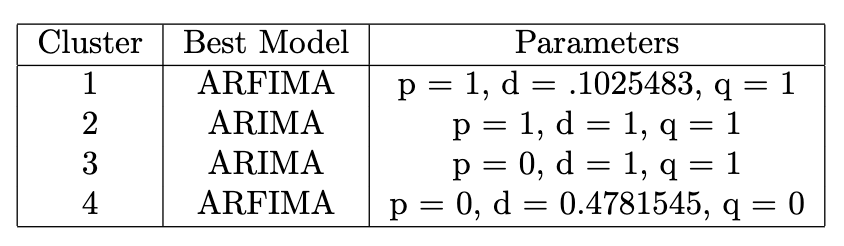 Cluster Best Model Parameters
1 ARFIMA p = 1, d = .1025483, q = 1
2 ARIMA p = 1, d = 1, q = 1
3 ARIMA p = 0, d = 1, q = 1
4 ARFIMA p = 0, d = 0.4781545, q = 0